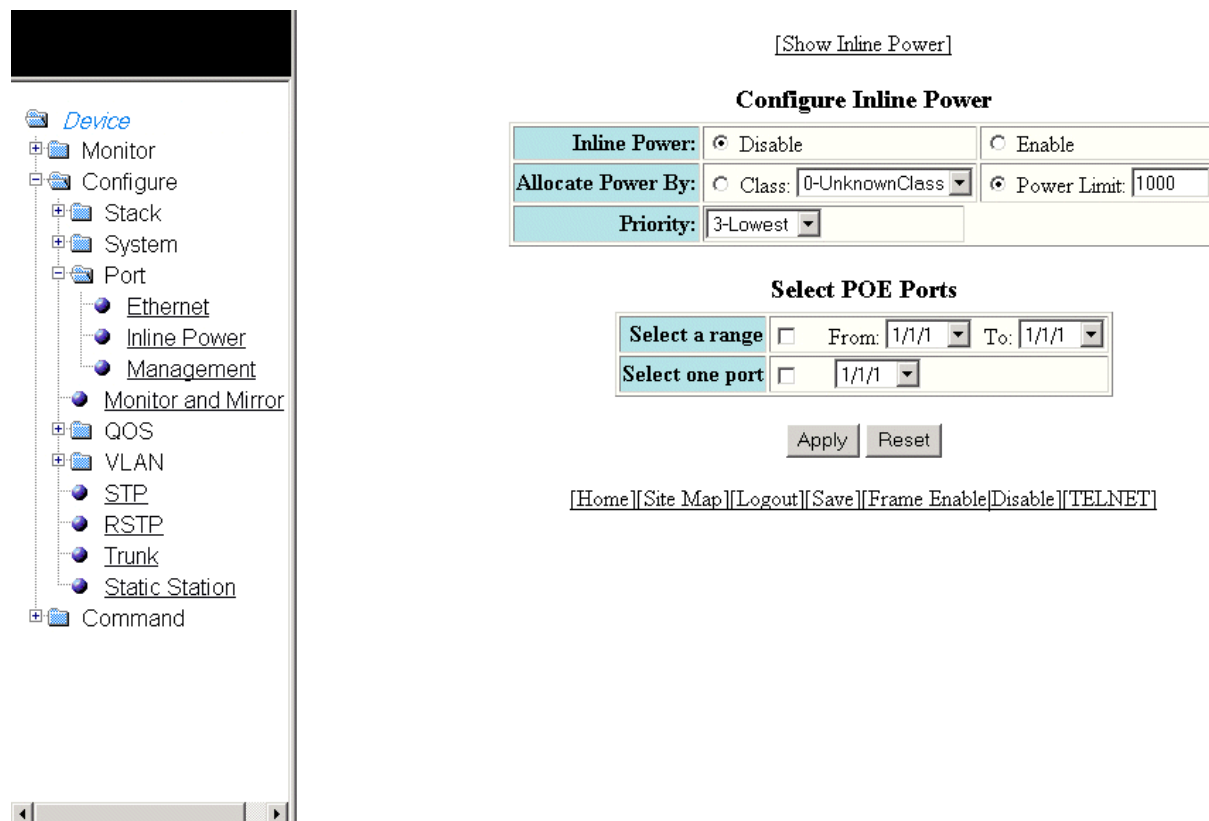 Device
Monitor
Configure
Stack
System
Port
Ethernet
Inline Power
Management
Monitor and Mirror
QOS
VLAN
STP
RSTP
Trunk
Static Station
Command
[Show Inline Power]
Configure Inline Power
Inline Power: Disable Enable
Allocate Power By: Class: 0-UnknownClass Power Limit: 1000
Priority: 3-Lowest
Select POE Ports
Select a range From: 1/1/1 To: 1/1/1
Select one port 1/1/1
Apply Reset
[Home][Site Map][Logout][Save][Frame Enable|Disable][TELNET]